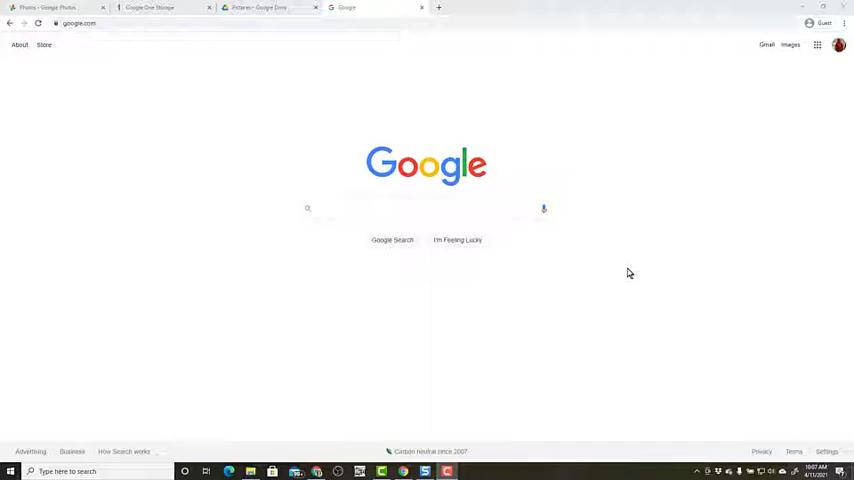 Photos - Google Photos
Google One Storage
Pictures - Google Drive
Google
google.com
Guest
About Store
Gmail Images
Google
Google Search I'm Feeling Lucky
Advertising Business How Search works
Carbon neutral since 2007
Privacy Terms Settings
Type here to search
10:07 AM
4/11/2021